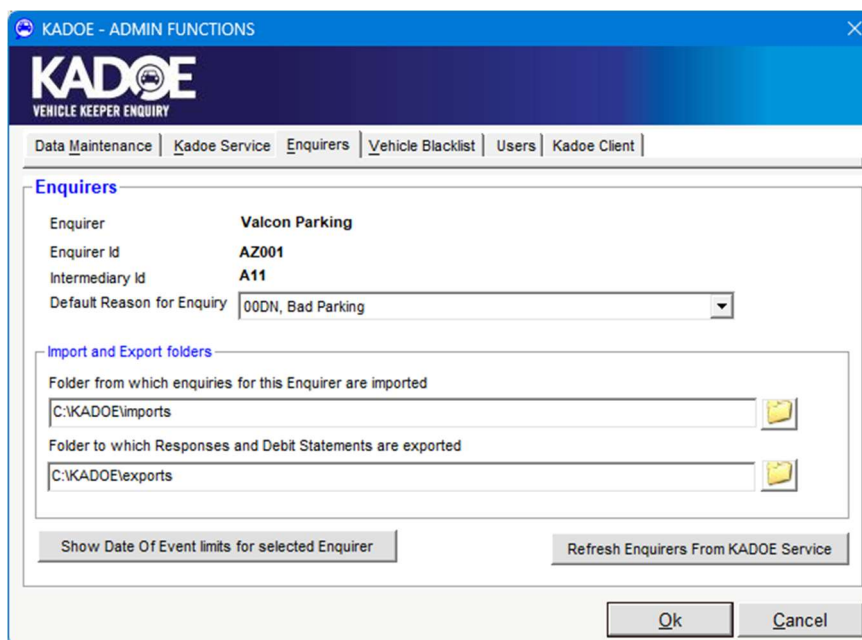 KADOE - ADMIN FUNCTIONS
KADOE
VEHICLE KEEPER ENQUIRY
Data Maintenance Kadoe Service Enquirers Vehicle Blacklist Users Kadoe Client
Enquirers
Enquirer Valcon Parking
Enquirer Id AZ001
Intermediary Id A11
Default Reason for Enquiry 00DN, Bad Parking
Import and Export folders
Folder from which enquiries for this Enquirer are imported
C:\KADOE\imports
Folder to which Responses and Debit Statements are exported
C:\KADOE\exports
Show Date Of Event limits for selected Enquirer Refresh Enquirers From KADOE Service
Ok Cancel